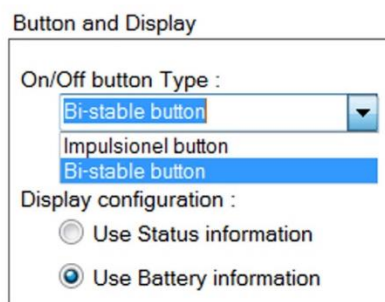 Button and Display
On/Off button Type :
Bi-stable button
Impulsionel button
Bi-stable button
Display configuration :
Use Status information
Use Battery information